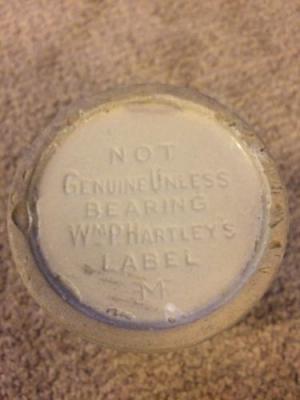 NOT
GENUINE UNLESS
BEARING
WM P. HARTLEY'S
LABEL
M